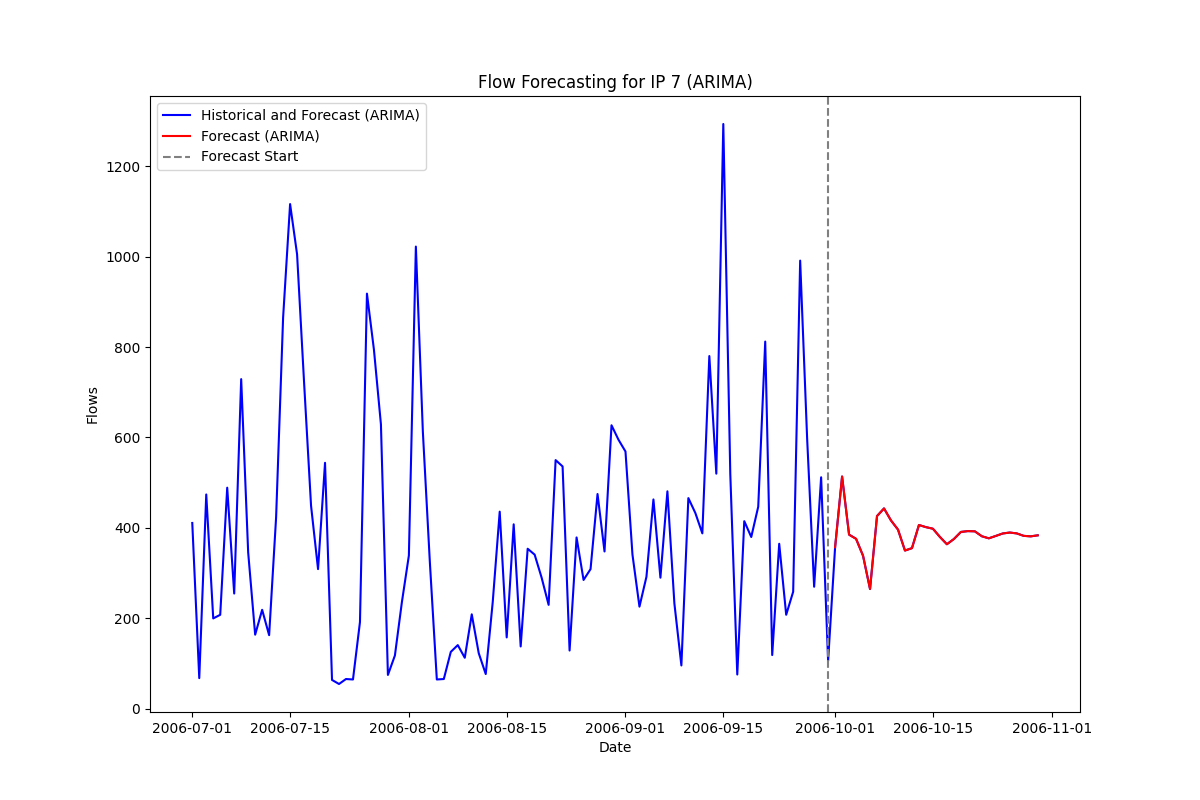 Flow Forecasting for IP 7 (ARIMA)
Historical and Forecast (ARIMA)
Forecast (ARIMA)
Forecast Start
Flows
1200
1000
800
600
400
200
0
2006-07-01 2006-07-15 2006-08-01 2006-08-15 2006-09-01 2006-09-15 2006-10-01 2006-10-15 2006-11-01
Date